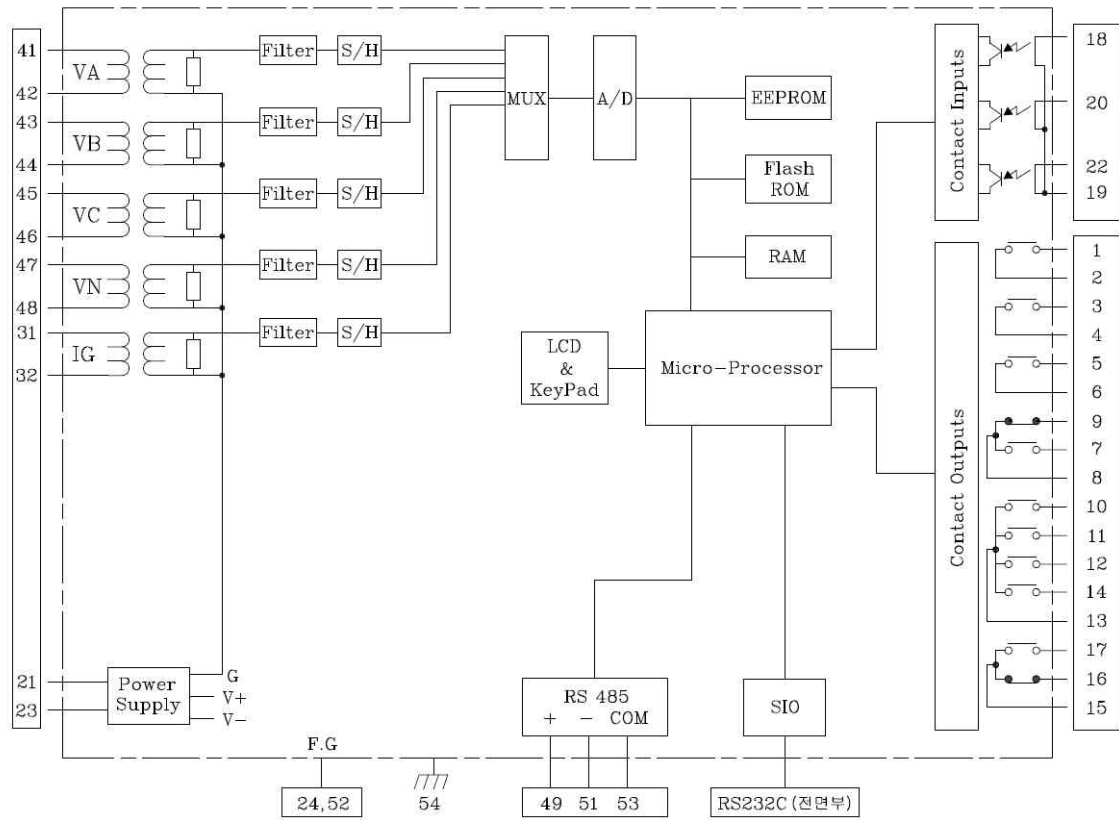 41
VA
42
43
VB
44
45
VC
46
47
VN
48
31
IG
32
21
23
Filter
S/H
Filter
S/H
Filter
S/H
Filter
S/H
Filter
S/H
MUX
A/D
EEPROM
Flash
ROM
RAM
LCD
&
KeyPad
Micro-Processor
Contact Inputs
18
20
22
19
Contact Outputs
1
2
3
4
5
6
9
7
8
10
11
12
14
13
17
16
15
Power
Supply
G
V+
V-
RS 485
+ - COM
SIO
F.G
24,52
54
49 51 53
RS232C (전면부)